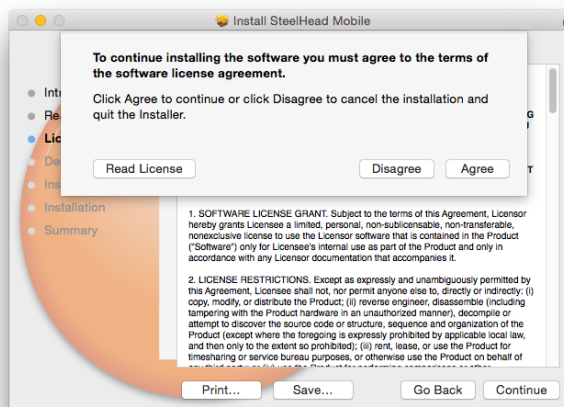 Install SteelHead Mobile
To continue installing the software you must agree to the terms of
the software license agreement.
Click Agree to continue or click Disagree to cancel the installation and
quit the Installer.
Read License
Disagree
Agree
Lic
Installation
Summary
1. SOFTWARE LICENSE GRANT. Subject to the terms of this Agreement, Licensor
hereby grants Licensee a limited, personal, non-sublicensable, non-transferable,
nonexclusive license to use the Licensor software that is contained in the Product
("Software") only for Licensee's internal use as part of the Product and only in
accordance with any Licensor documentation that accompanies it.
2. LICENSE RESTRICTIONS. Except as expressly and unambiguously permitted by
this Agreement, Licensee shall not, nor permit anyone else to, directly or indirectly: (i)
copy, modify, or distribute the Product; (ii) reverse engineer, disassemble (including
tampering with the Product hardware in an unauthorized manner), decompile or
attempt to discover the source code or structure, sequence and organization of the
Product (except where the foregoing is expressly prohibited by applicable local law,
and then only to the extent so prohibited); (iii) rent, lease, or use the Product for
timesharing or service bureau purposes, or otherwise use the Product on behalf of
Print...
Save...
Go Back
Continue